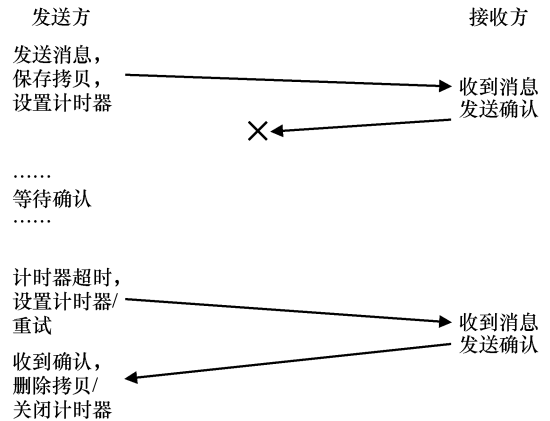 发送方
接收方
发送消息，
保存拷贝，
设置计时器
收到消息
发送确认
……
等待确认
……
计时器超时，
设置计时器/
重试
收到消息
发送确认
收到确认，
删除拷贝/
关闭计时器